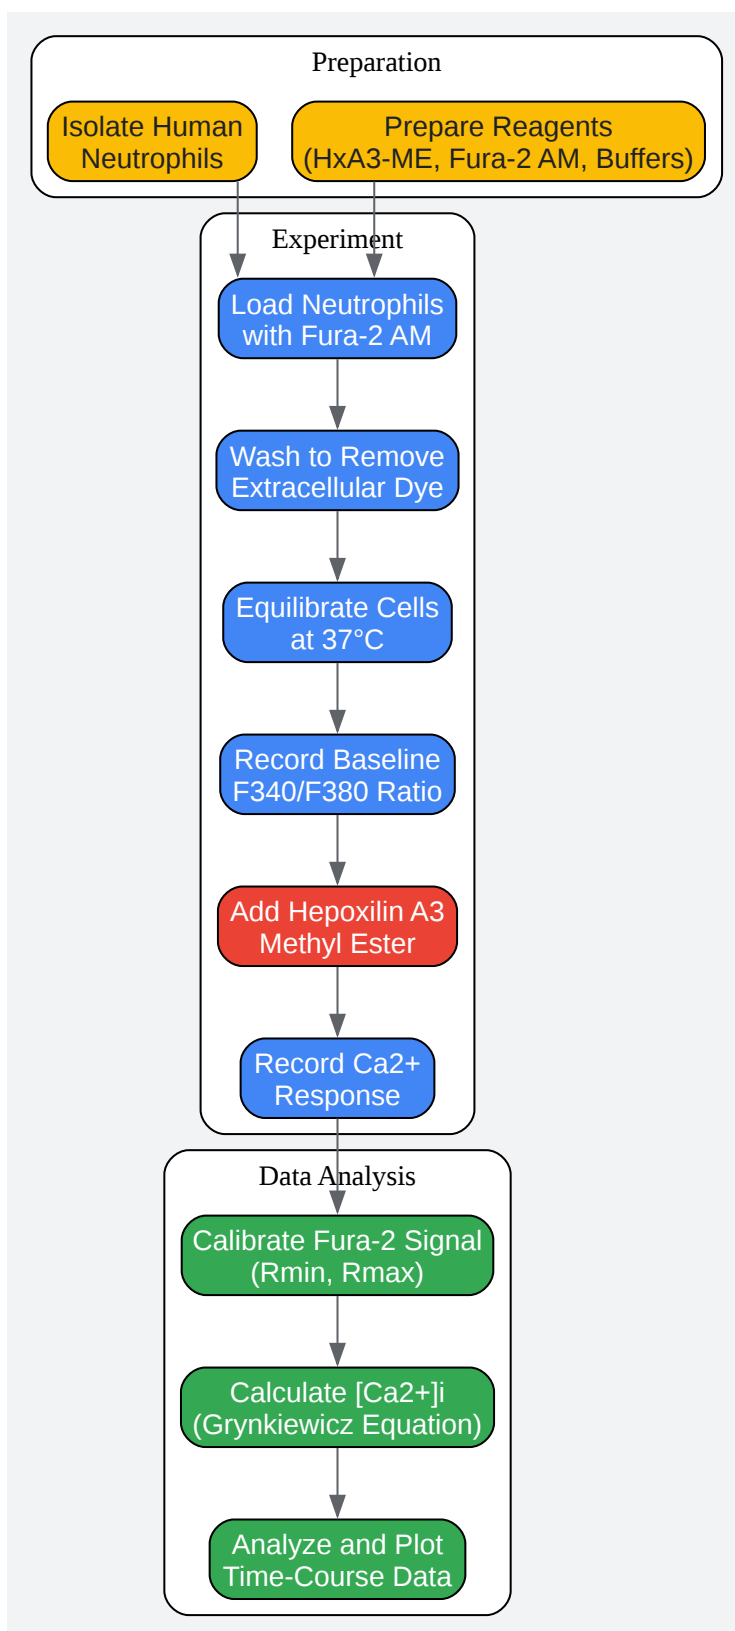 Preparation
Isolate Human
Neutrophils
Prepare Reagents
(HxA3-ME, Fura-2 AM, Buffers)
Experiment
Load Neutrophils
with Fura-2 AM
Wash to Remove
Extracellular Dye
Equilibrate Cells
at 37°C
Record Baseline
F340/F380 Ratio
Add Hepoxilin A3
Methyl Ester
Record Ca2+
Response
Data Analysis
Calibrate Fura-2 Signal
(Rmin, Rmax)
Calculate [Ca2+]i
(Grynkiewicz Equation)
Analyze and Plot
Time-Course Data